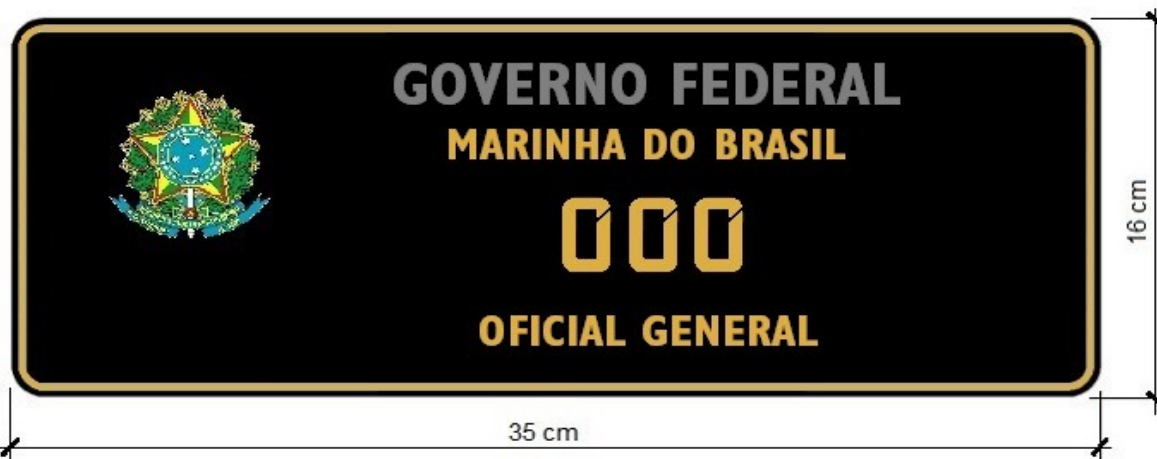 GOVERNO FEDERAL
MARINHA DO BRASIL
000
OFICIAL GENERAL
16 cm
35 cm